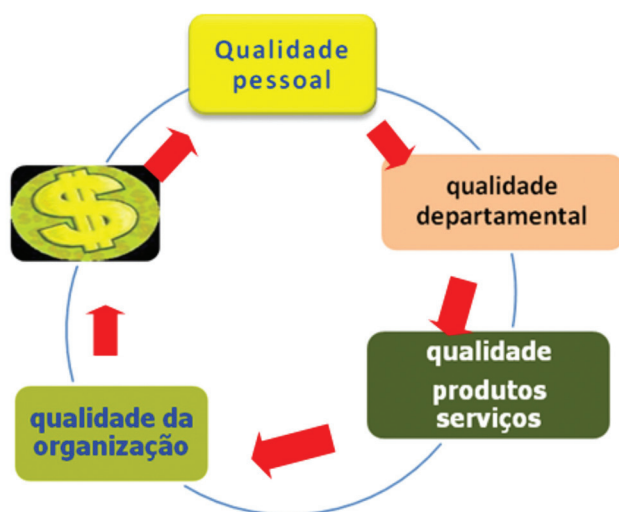 Qualidade
pessoal
$
qualidade
departamental
qualidade
produtos
serviços
qualidade da
organização